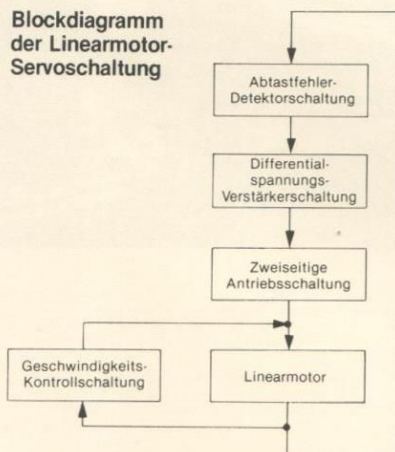 Blockdiagramm
der Linearmotor-
Servoschaltung
Abtastfehler-
Detektorschaltung
Differential-
spannungs-
Verstärkerschaltung
Zweiseitige
Antriebsschaltung
Geschwindigkeits-
Kontrollschaltung
Linearmotor